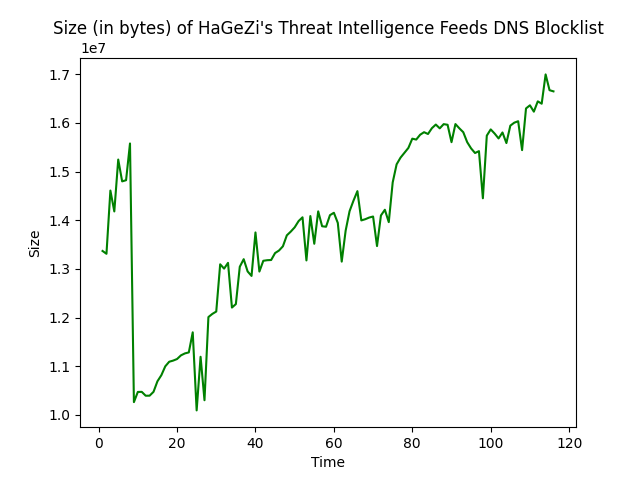 Size (in bytes) of HaGeZi's Threat Intelligence Feeds DNS Blocklist
1e7
1.7
1.6
1.5
1.4
1.3
1.2
1.1
1.0
Size
0 20 40 60 80 100 120
Time